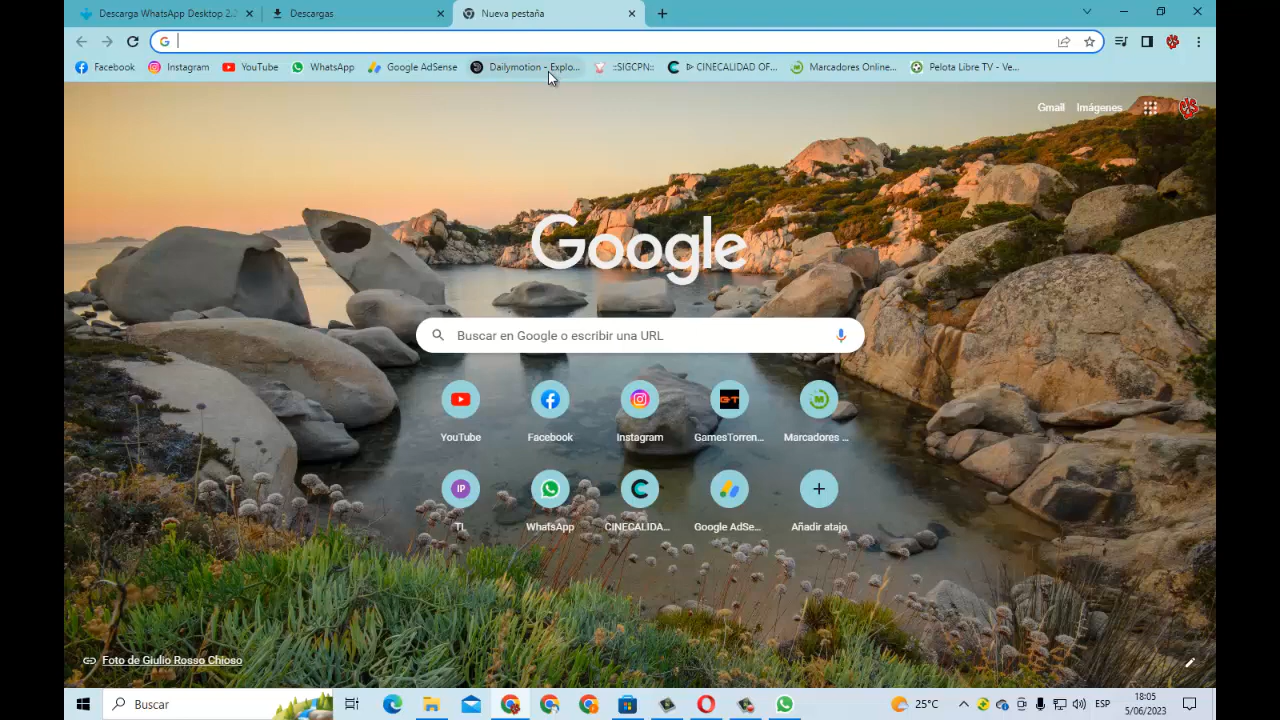 Descarga WhatsApp Desktop 2.2
Descargas
Nueva pestaña
Facebook
Instagram
YouTube
WhatsApp
Google AdSense
Dailymotion - Explo...
::SIGCPN::
ᐅ CINECALIDAD OF...
Marcadores Online...
Pelota Libre TV - Ve...
Gmail Imágenes
Google
Buscar en Google o escribir una URL
YouTube
Facebook
Instagram
GT
GamesTorren...
Marcadores ...
IP
TL
WhatsApp
CINECALIDA...
Google AdSe...
Añadir atajo
Foto de Giulio Rosso Chioso
Buscar
25°C
ESP
18:05
5/06/2023